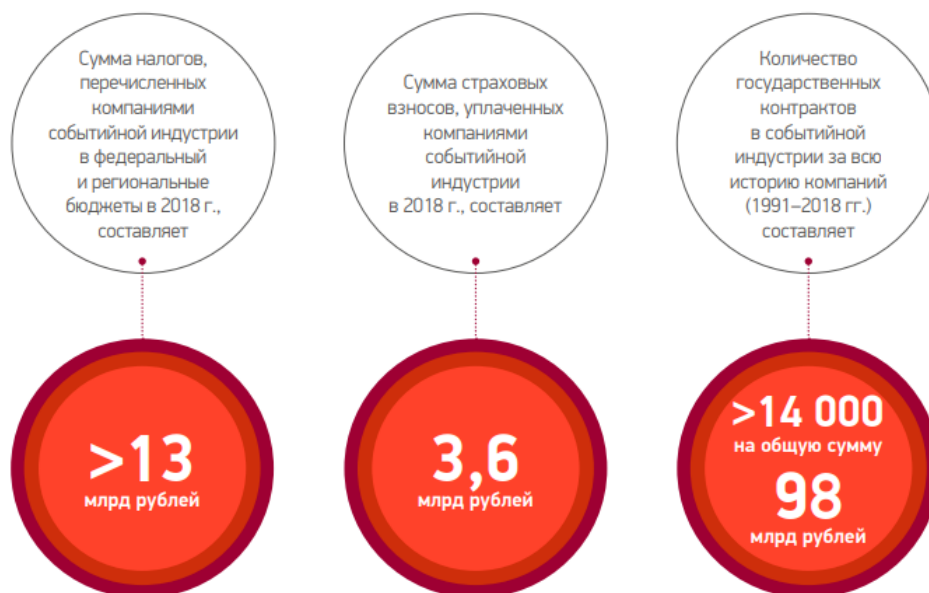 Сумма налогов,
перечисленных
компаниями
событийной индустрии
в федеральный
и региональные
бюджеты в 2018 г.,
составляет
>13
млрд рублей
Сумма страховых
взносов, уплаченных
компаниями
событийной
индустрии
в 2018 г., составляет
3,6
млрд рублей
Количество
государственных
контрактов
в событийной
индустрии за всю
историю компаний
(1991–2018 гг.)
составляет
>14 000
на общую сумму
98
млрд рублей